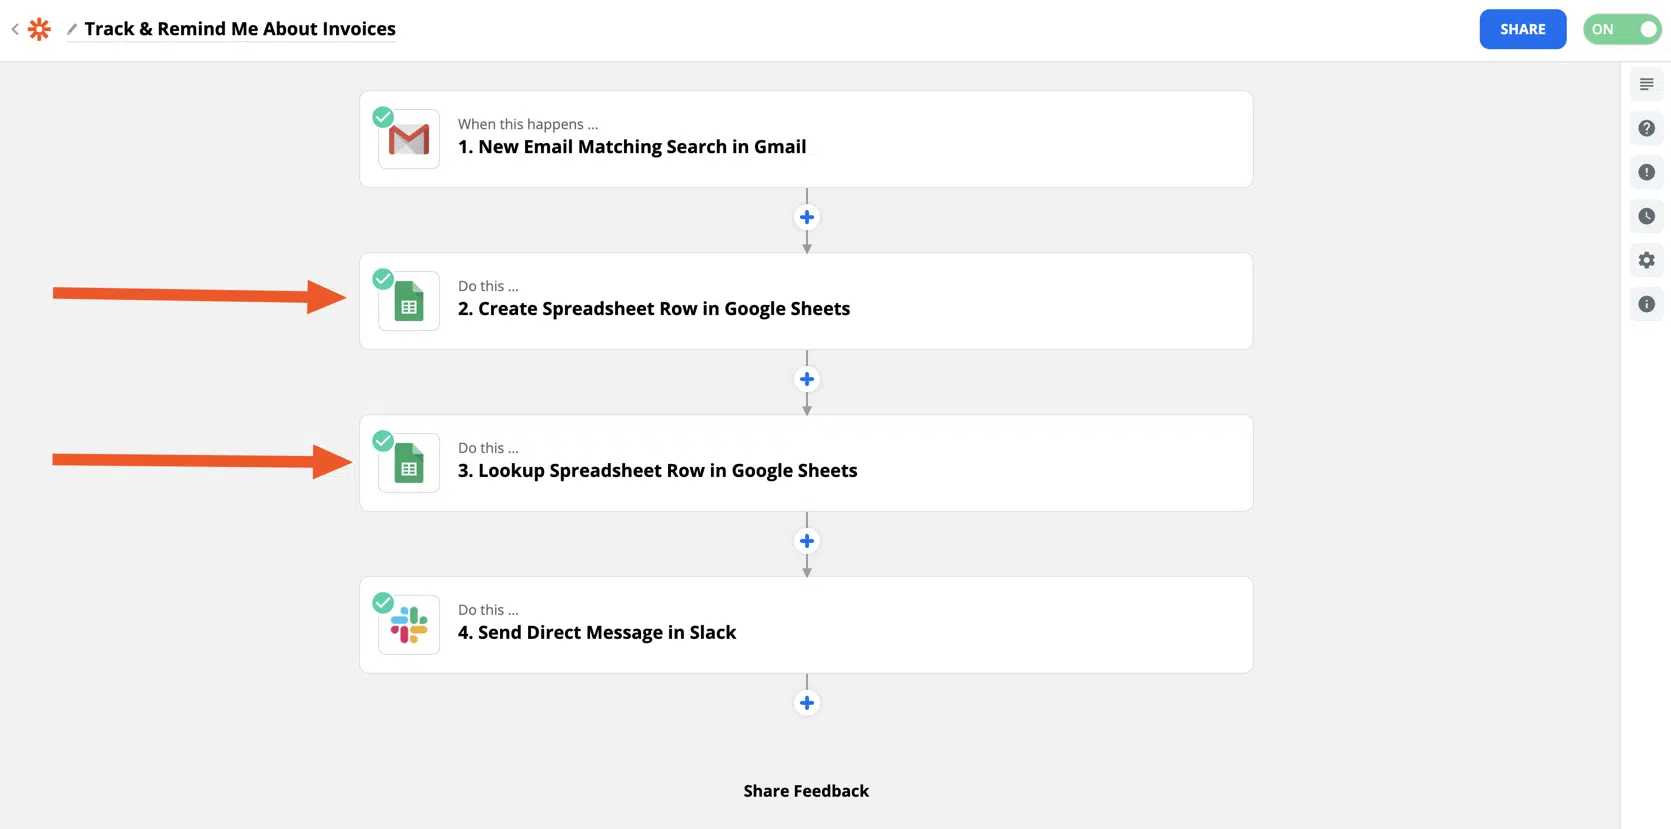 Track & Remind Me About Invoices
SHARE
ON
When this happens ...
1. New Email Matching Search in Gmail
Do this ...
2. Create Spreadsheet Row in Google Sheets
Do this ...
3. Lookup Spreadsheet Row in Google Sheets
Do this ...
4. Send Direct Message in Slack
Share Feedback